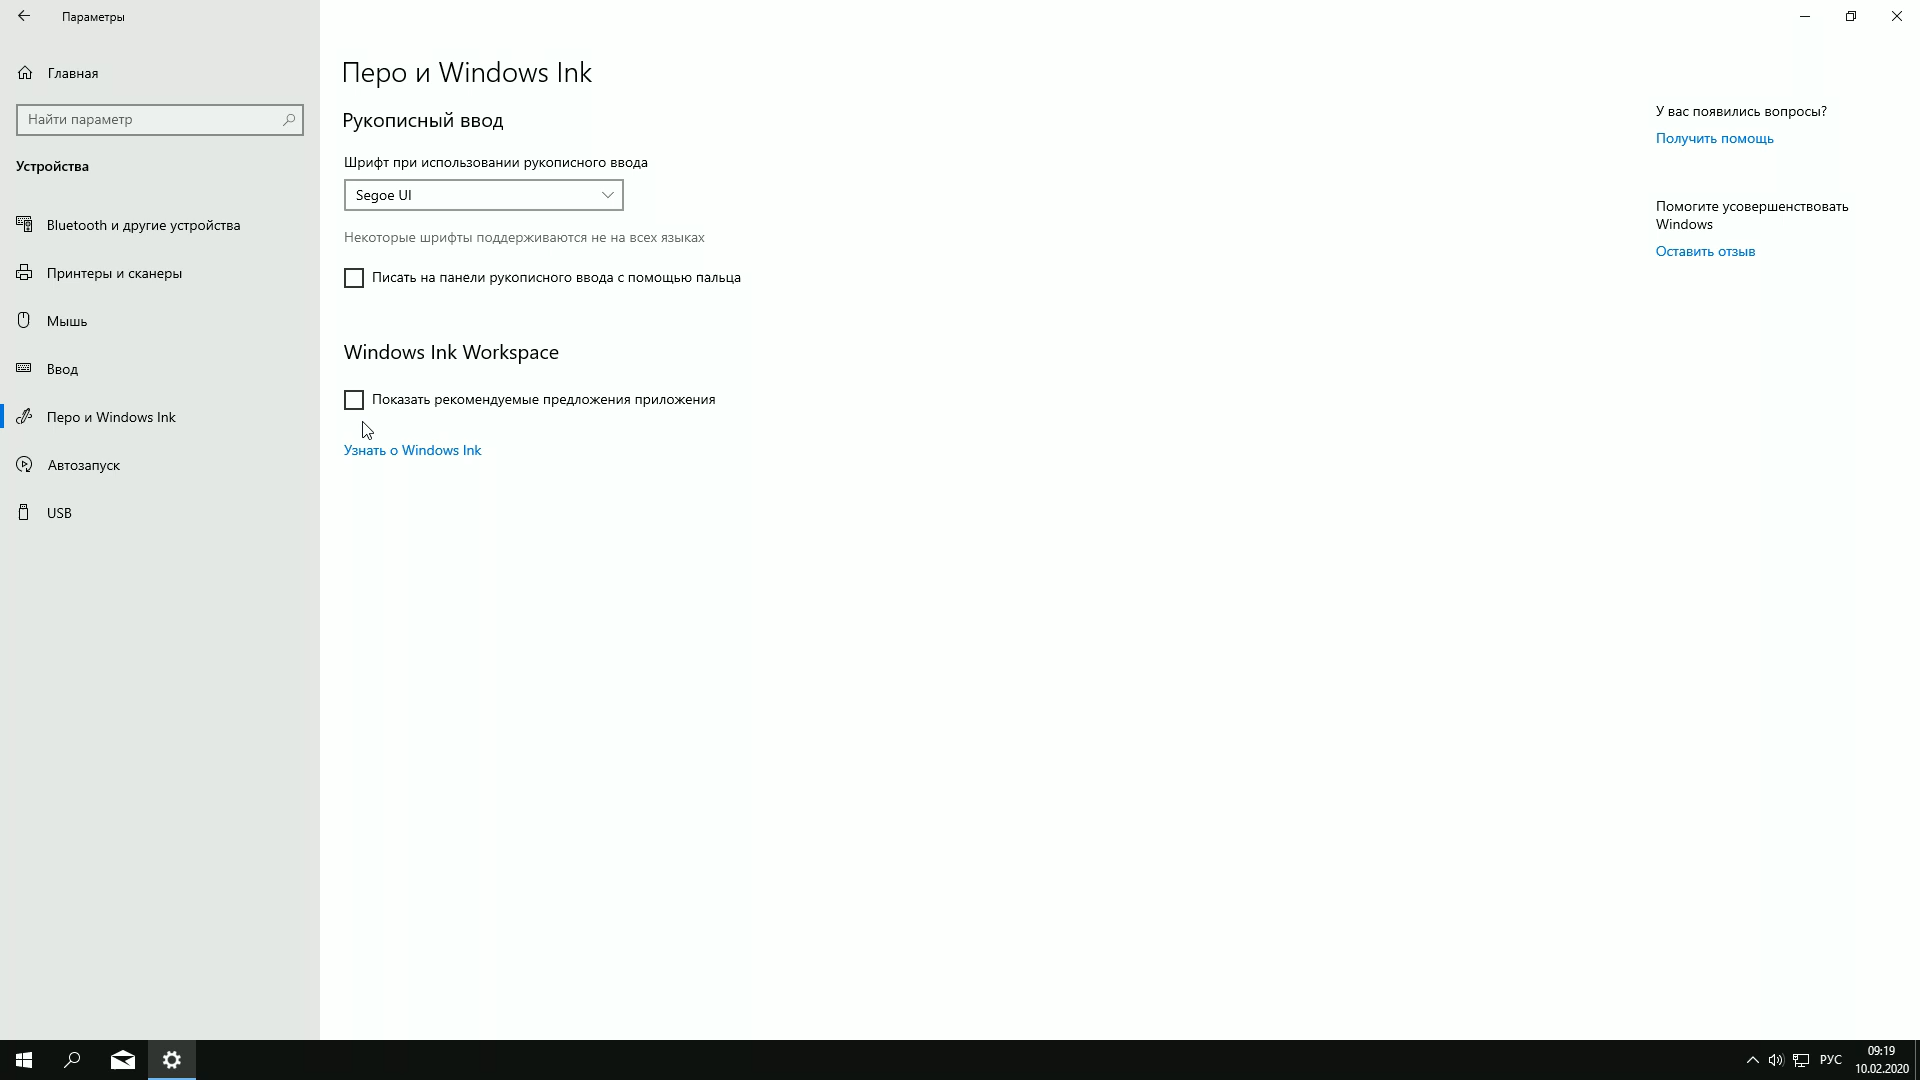 Параметры
Главная
Найти параметр
Устройства
Bluetooth и другие устройства
Принтеры и сканеры
Мышь
Ввод
Перо и Windows Ink
Автозапуск
USB
Перо и Windows Ink
Рукописный ввод
Шрифт при использовании рукописного ввода
Segoe UI
Некоторые шрифты поддерживаются не на всех языках
Писать на панели рукописного ввода с помощью пальца
Windows Ink Workspace
Показать рекомендуемые предложения приложения
Узнать о Windows Ink
У вас появились вопросы?
Получить помощь
Помогите усовершенствовать
Windows
Оставить отзыв
РУС
09:19
10.02.2020